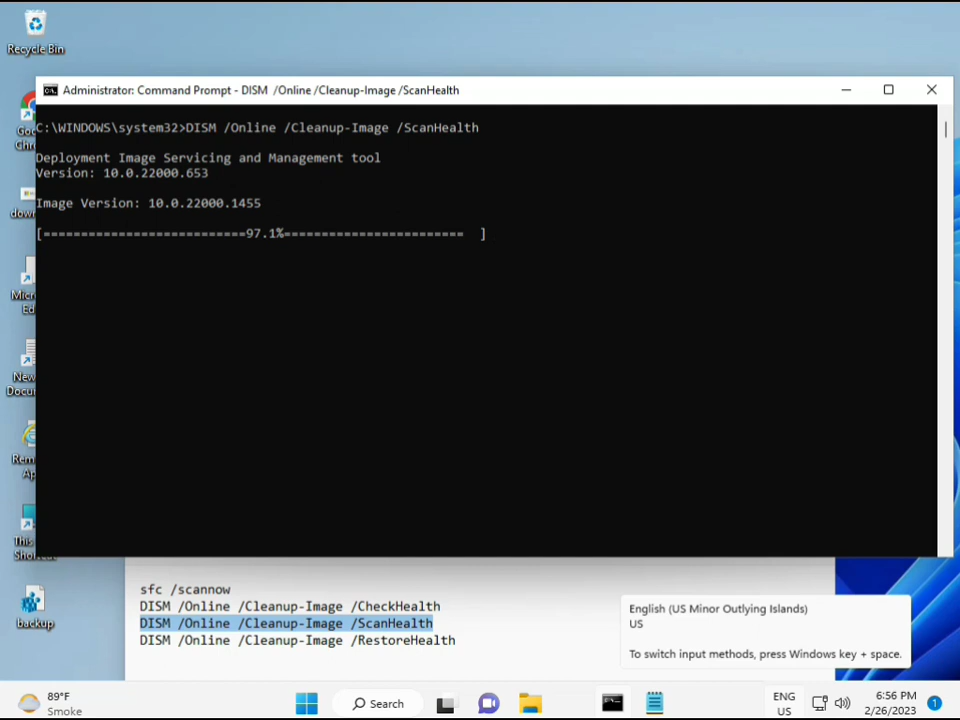 Recycle Bin
Administrator: Command Prompt - DISM  /Online /Cleanup-Image /ScanHealth
C:\WINDOWS\system32>DISM /Online /Cleanup-Image /ScanHealth
Deployment Image Servicing and Management tool
Version: 10.0.22000.653
Image Version: 10.0.22000.1455
[===========================97.1%========================  ]
sfc /scannow
DISM /Online /Cleanup-Image /CheckHealth
DISM /Online /Cleanup-Image /ScanHealth
DISM /Online /Cleanup-Image /RestoreHealth
backup
English (US Minor Outlying Islands)
US
To switch input methods, press Windows key + space.
89°F
Smoke
Search
ENG
US
6:56 PM
2/26/2023
1